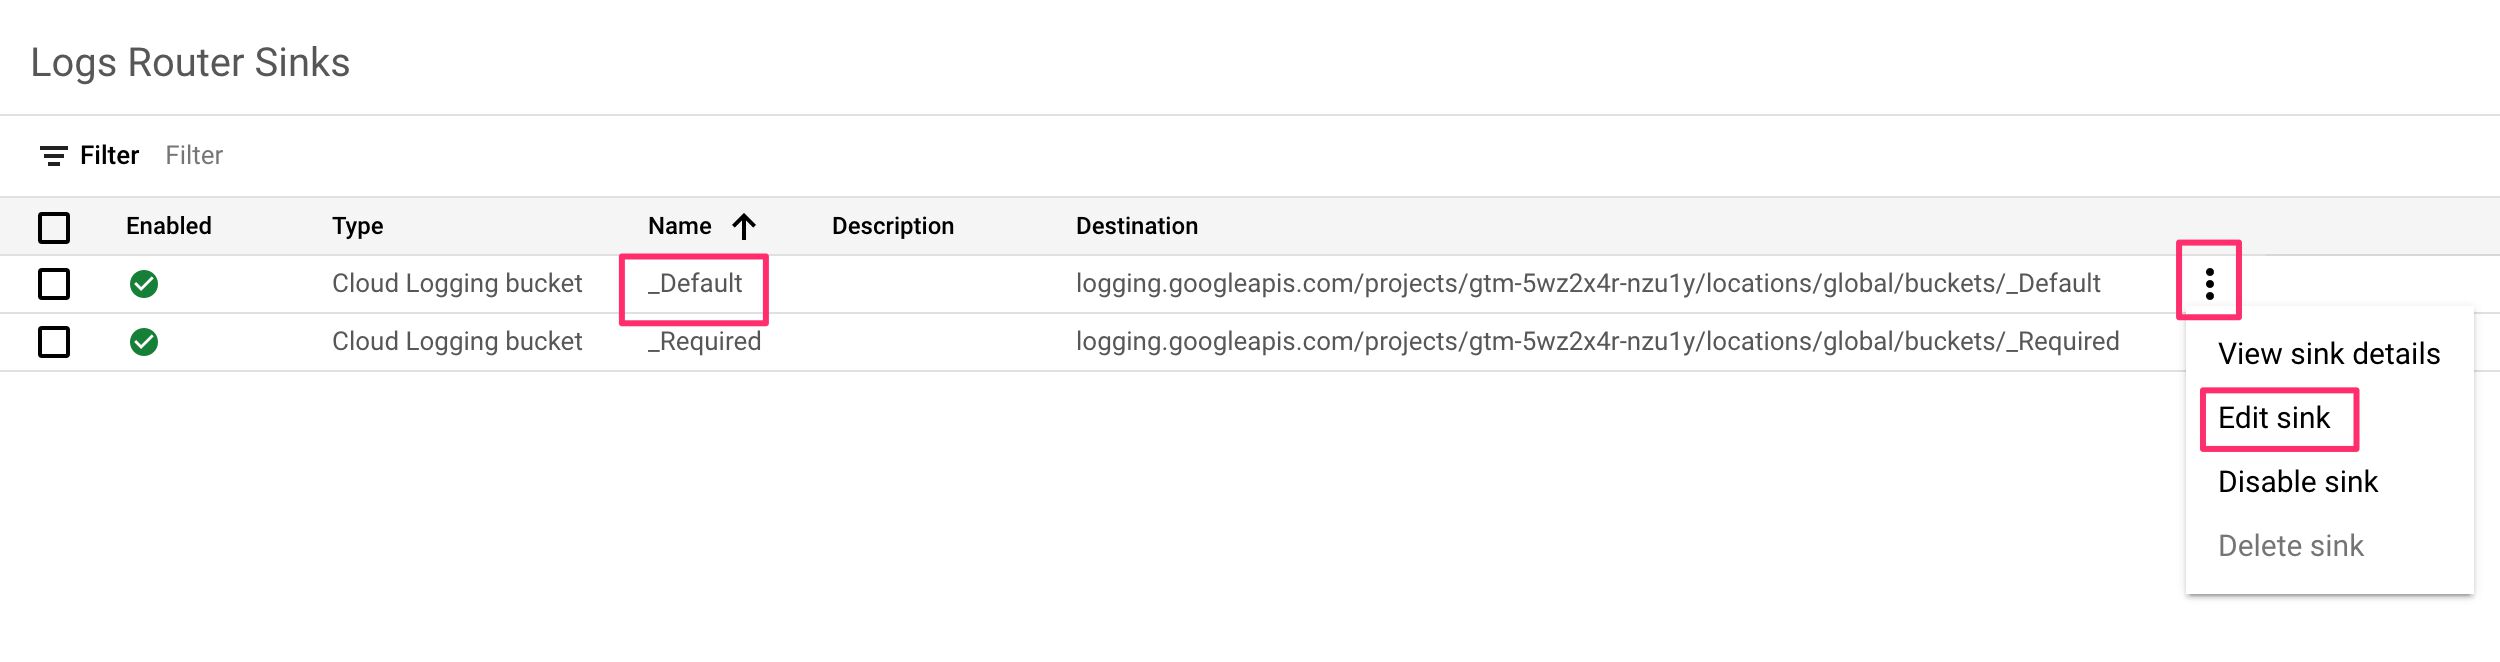 Logs Router Sinks
Filter Filter
Enabled Type Name Description Destination
Cloud Logging bucket _Default logging.googleapis.com/projects/gtm-5wz2x4r-nzu1y/locations/global/buckets/_Default
Cloud Logging bucket _Required logging.googleapis.com/projects/gtm-5wz2x4r-nzu1y/locations/global/buckets/_Required
View sink details
Edit sink
Disable sink
Delete sink